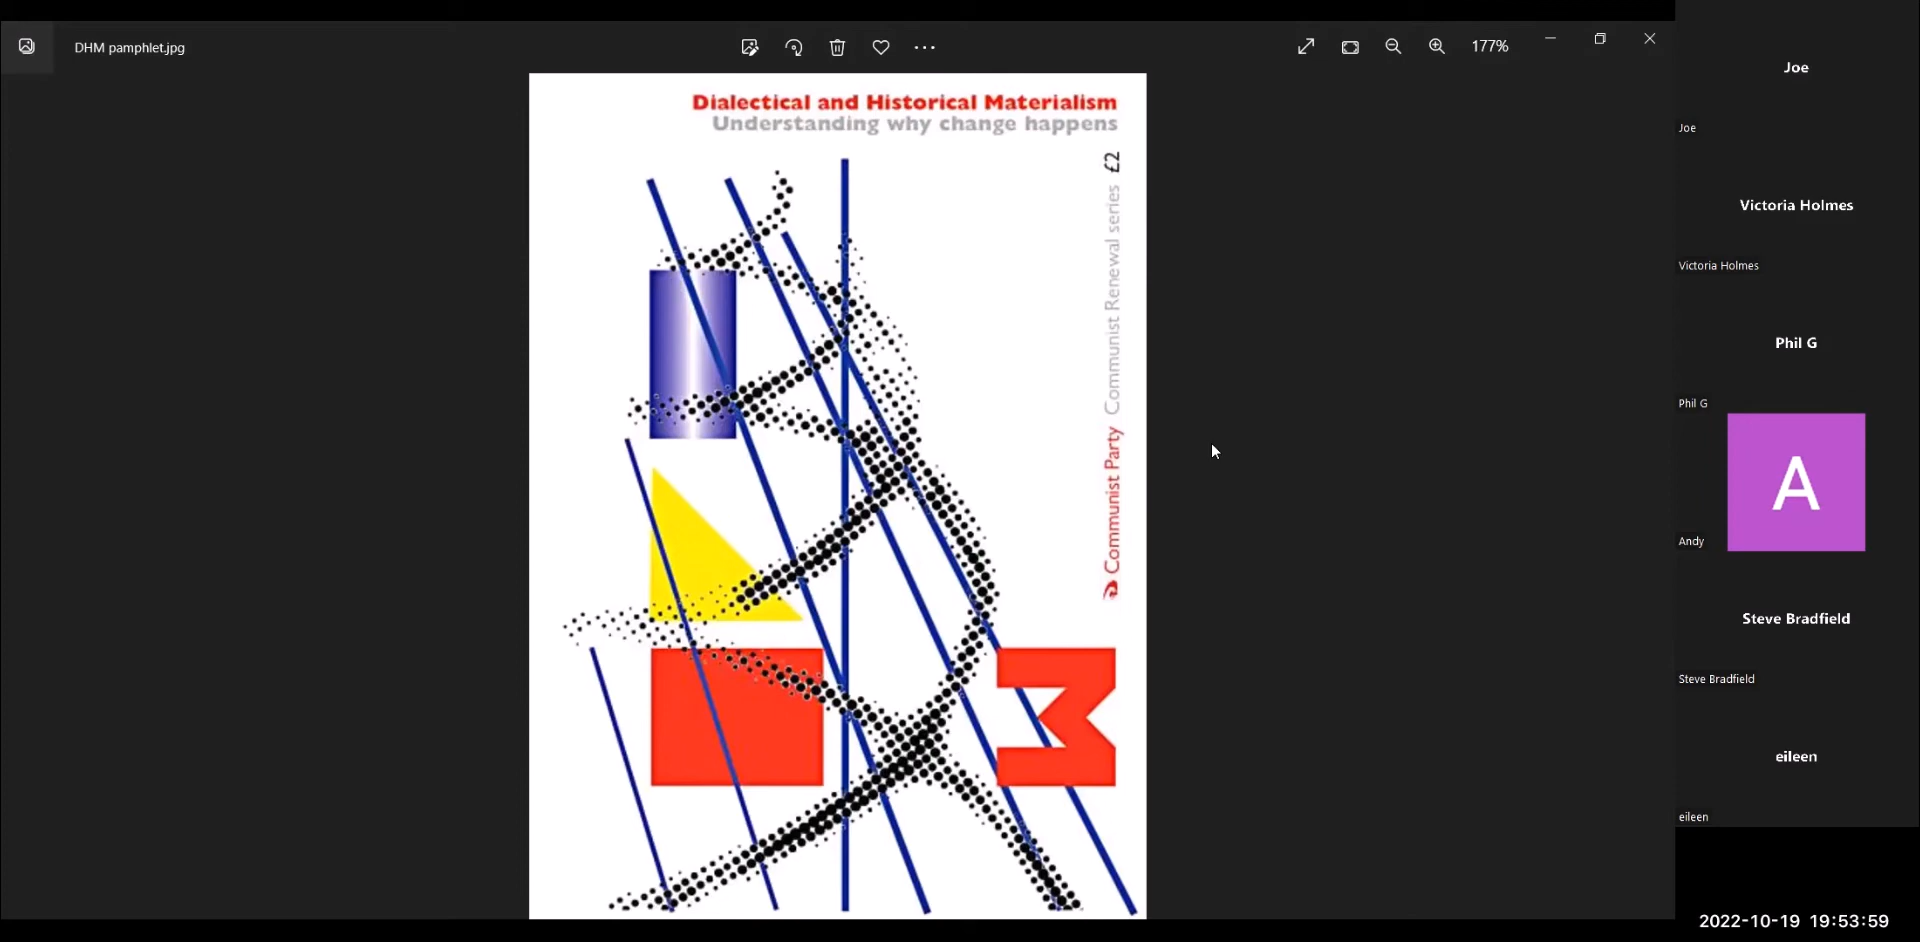 DHM pamphlet.jpg
177%
Dialectical and Historical Materialism
Understanding why change happens
Communist Party Communist Renewal series £2
Joe
Joe
Victoria Holmes
Victoria Holmes
Phil G
Phil G
A
Andy
Steve Bradfield
Steve Bradfield
eileen
eileen
2022-10-19 19:53:59